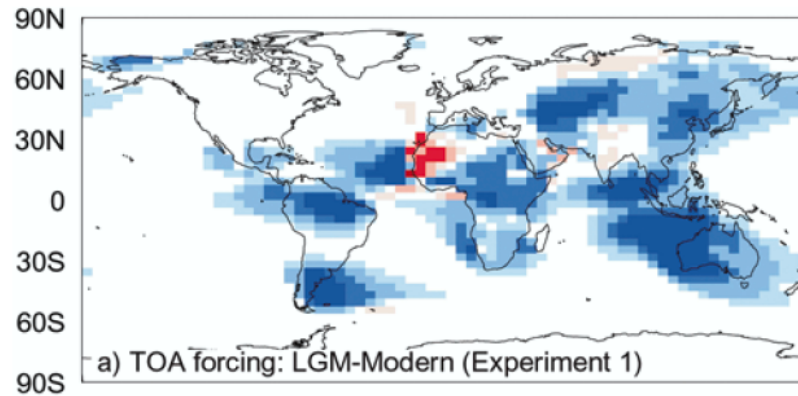 90N
60N
30N
0
30S
60S
90S
a) TOA forcing: LGM-Modern (Experiment 1)